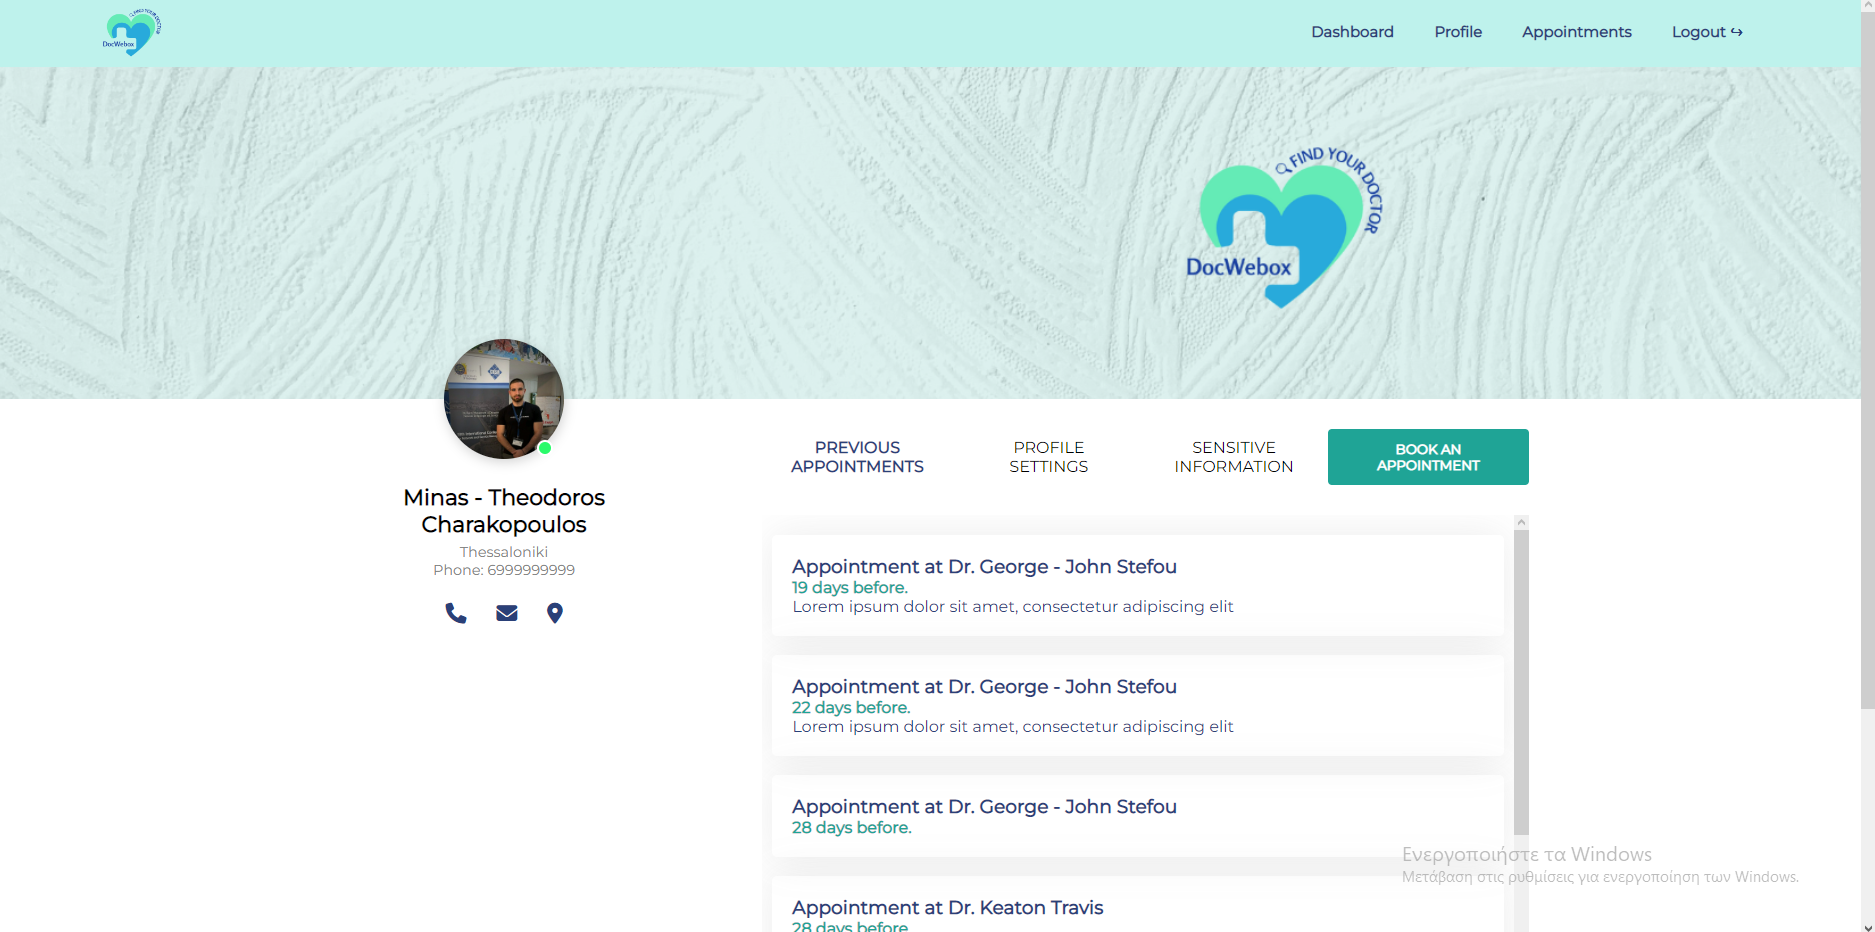 DocWebox
FIND YOUR DOCTOR
Dashboard
Profile
Appointments
Logout ↪
FIND YOUR DOCTOR
DocWebox
Minas - Theodoros
Charakopoulos
Thessaloniki
Phone: 6999999999
PREVIOUS
APPOINTMENTS
PROFILE
SETTINGS
SENSITIVE
INFORMATION
BOOK AN
APPOINTMENT
Appointment at Dr. George - John Stefou
19 days before.
Lorem ipsum dolor sit amet, consectetur adipiscing elit
Appointment at Dr. George - John Stefou
22 days before.
Lorem ipsum dolor sit amet, consectetur adipiscing elit
Appointment at Dr. George - John Stefou
28 days before.
Appointment at Dr. Keaton Travis
28 days before
Ενεργοποιήστε τα Windows
Μετάβαση στις ρυθμίσεις για ενεργοποίηση των Windows.